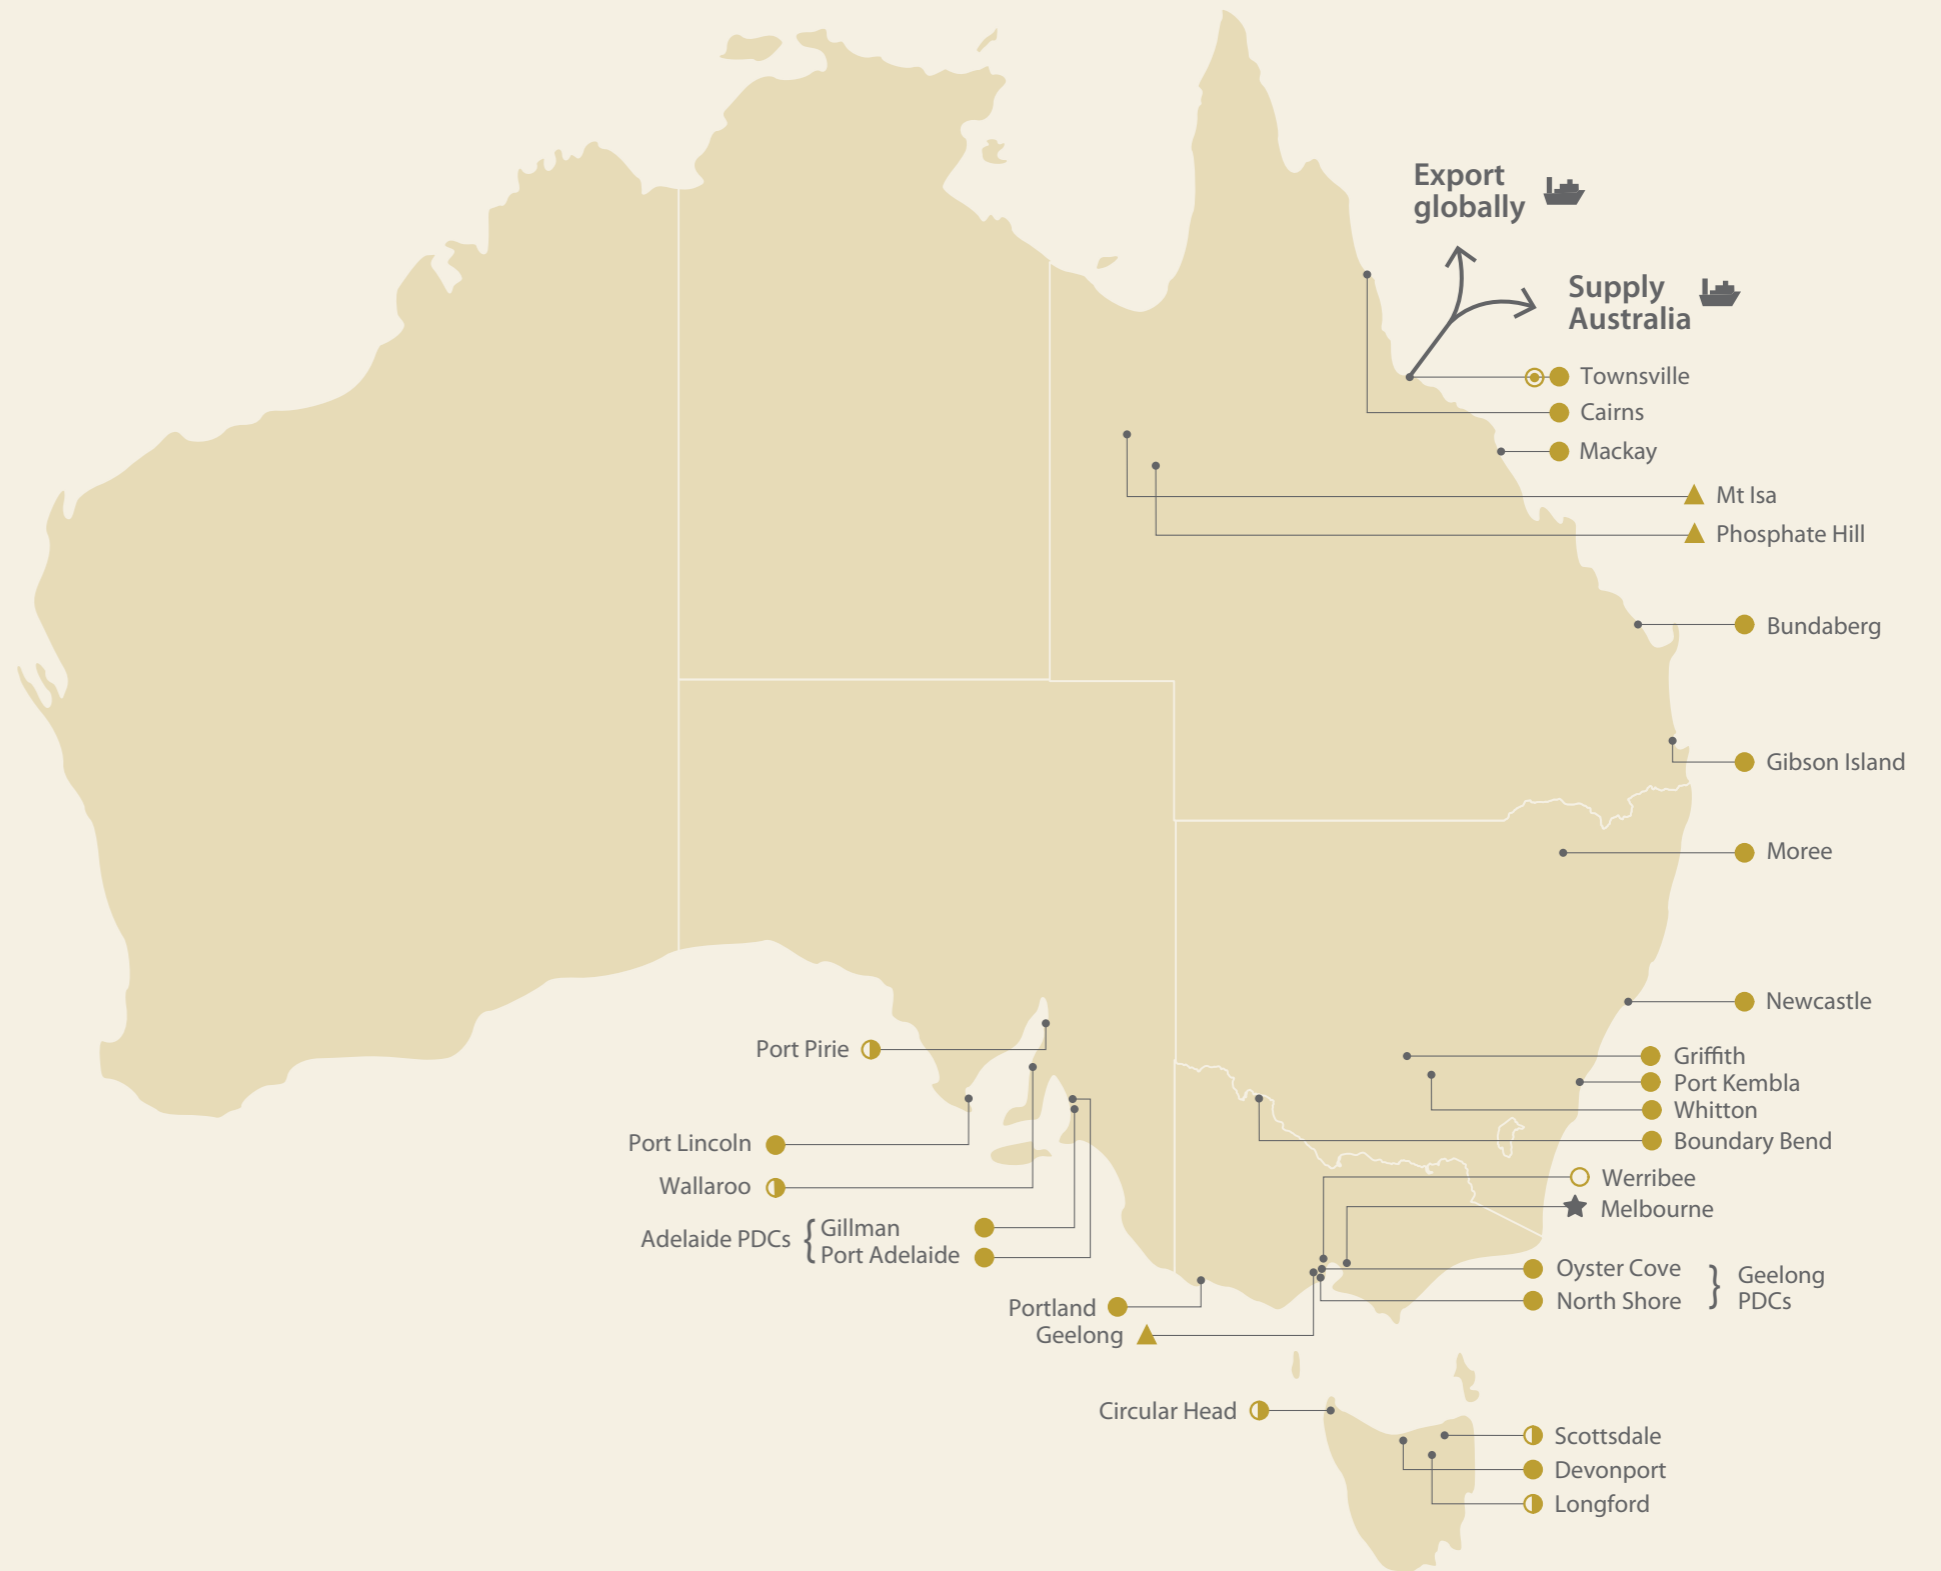 Export
globally
Supply
Australia
Townsville
Cairns
Mackay
Mt Isa
Phosphate Hill
Bundaberg
Gibson Island
Moree
Newcastle
Griffith
Port Kembla
Whitton
Boundary Bend
Werribee
Melbourne
Oyster Cove
North Shore
} Geelong
PDCs
Port Pirie
Port Lincoln
Wallaroo
Adelaide PDCs {
Gillman
Port Adelaide
Portland
Geelong
Circular Head
Scottsdale
Devonport
Longford